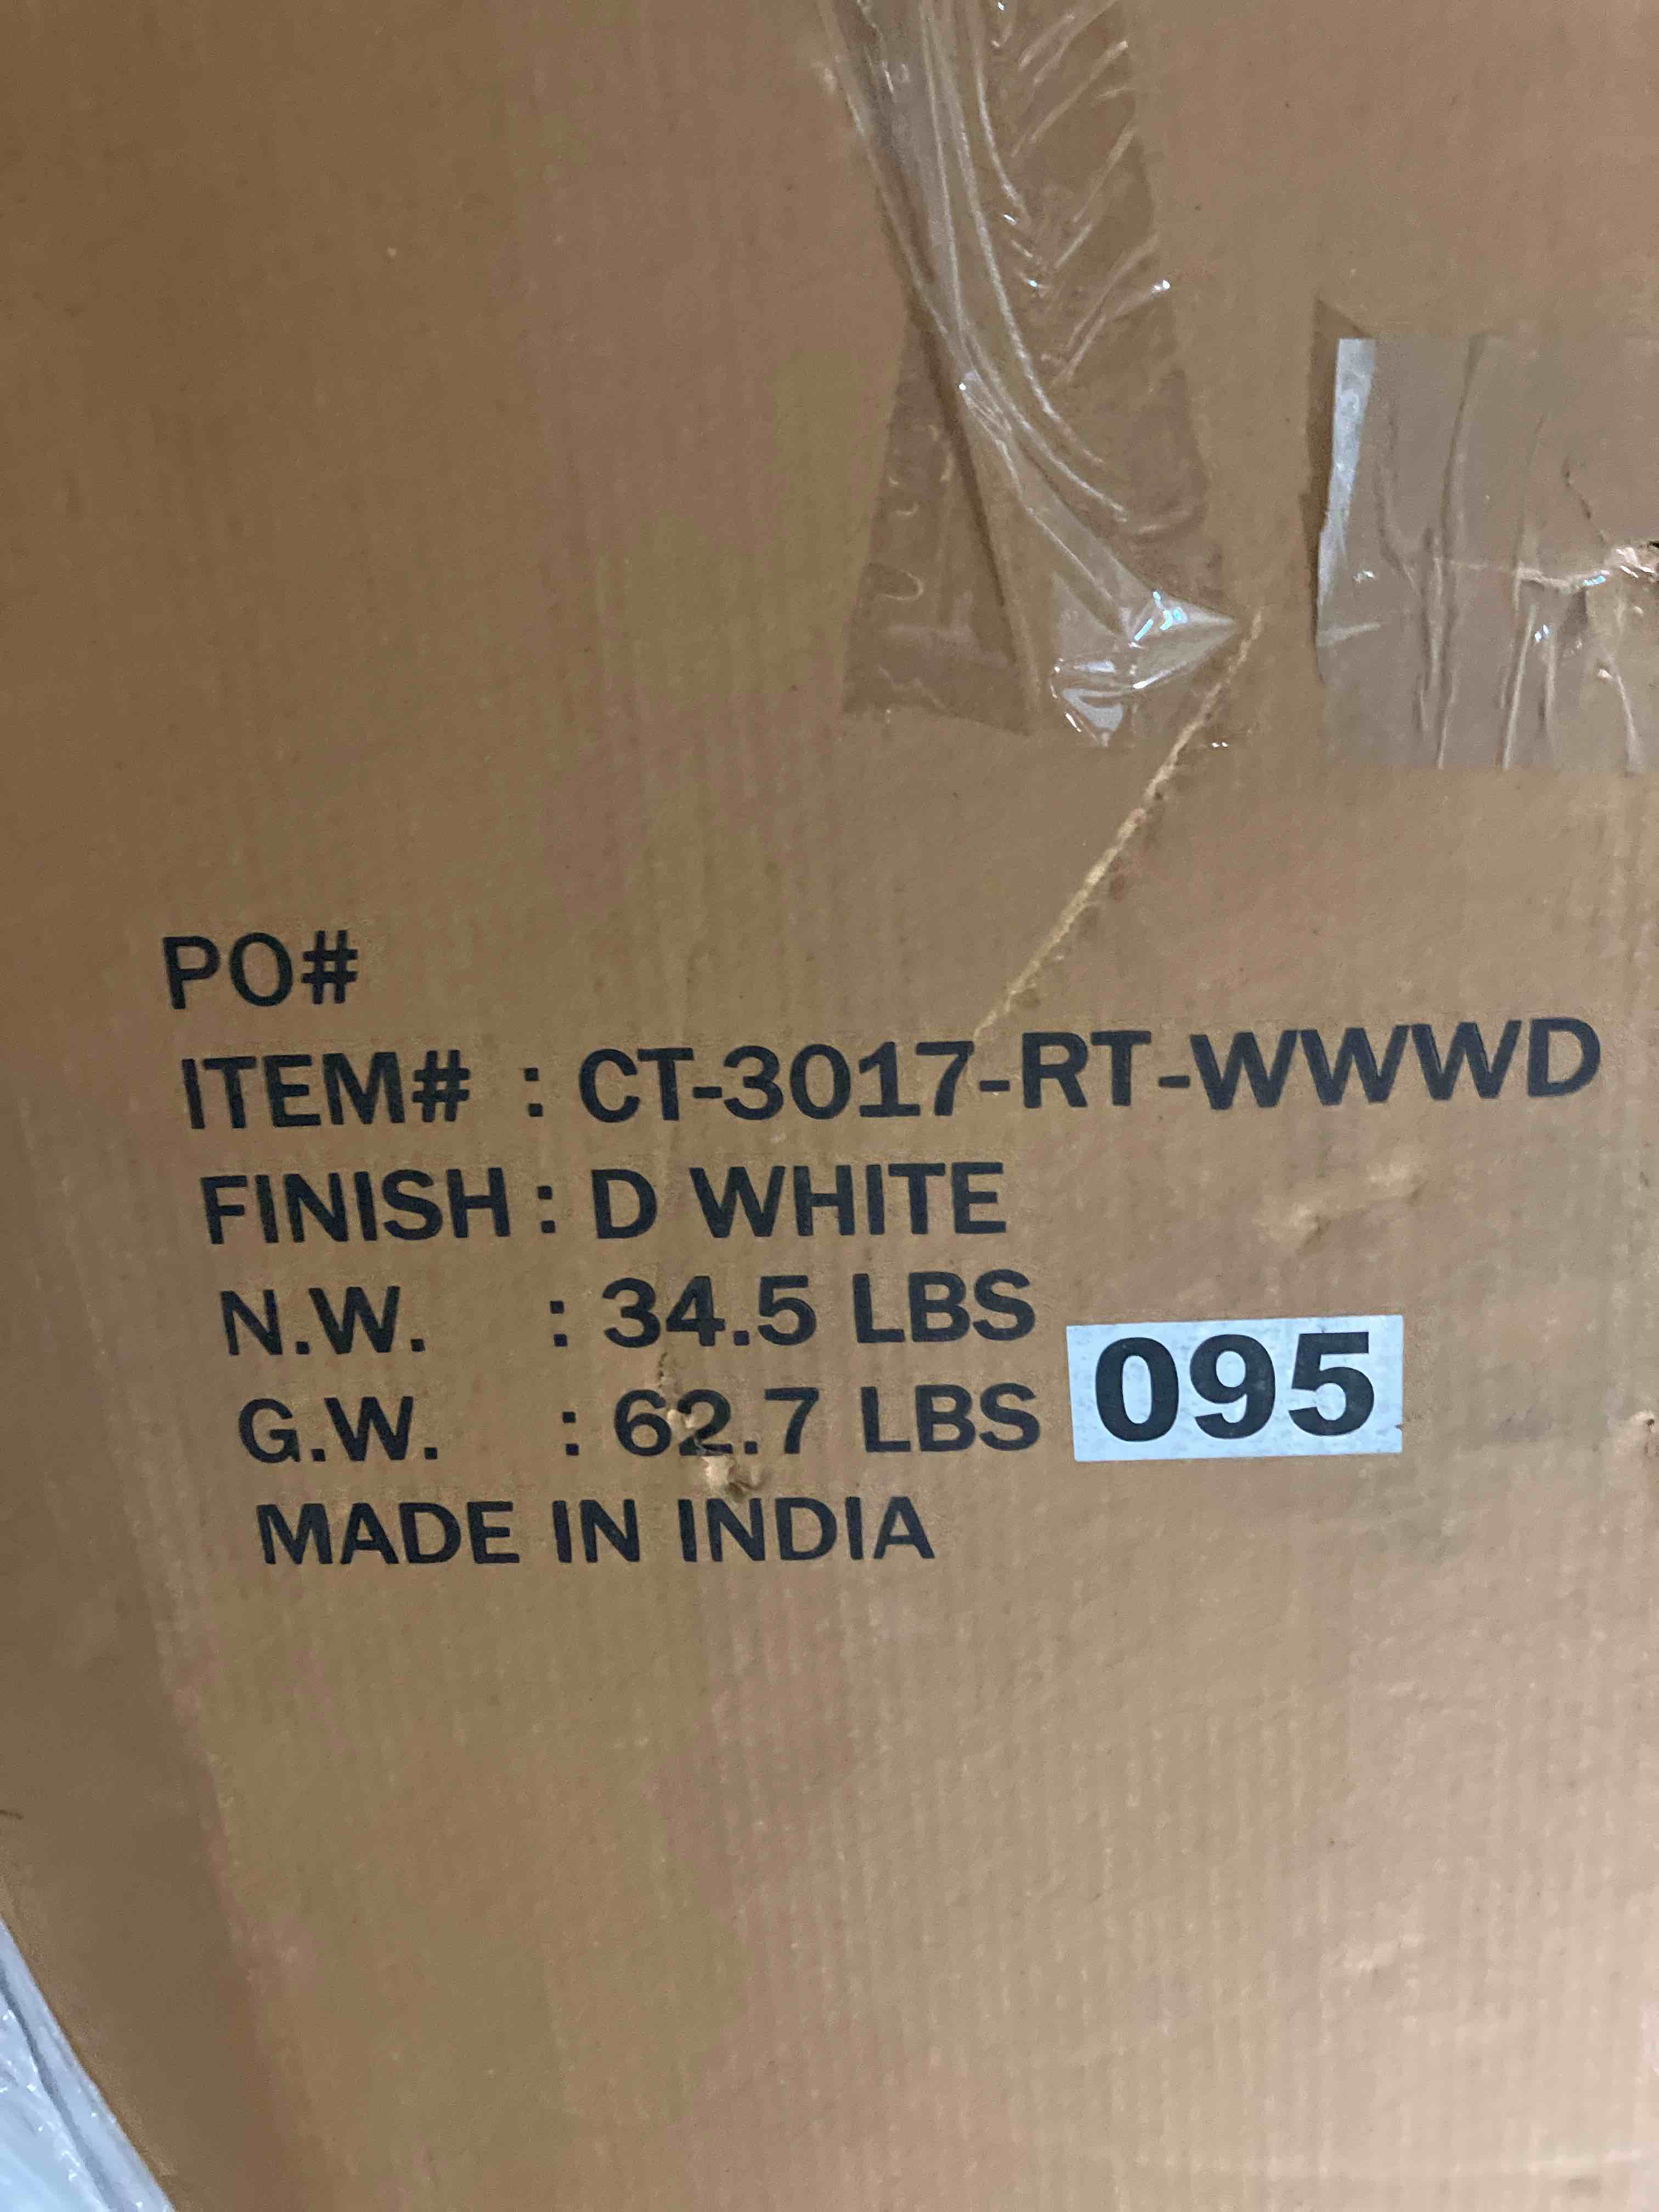 PO#
ITEM# : CT-3017-RT-WWWD
FINISH : D WHITE
N.W. : 34.5 LBS
G.W. : 62.7 LBS
095
MADE IN INDIA